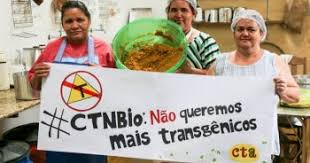 #CTNBio: Não queremos
mais transgênicos
cta